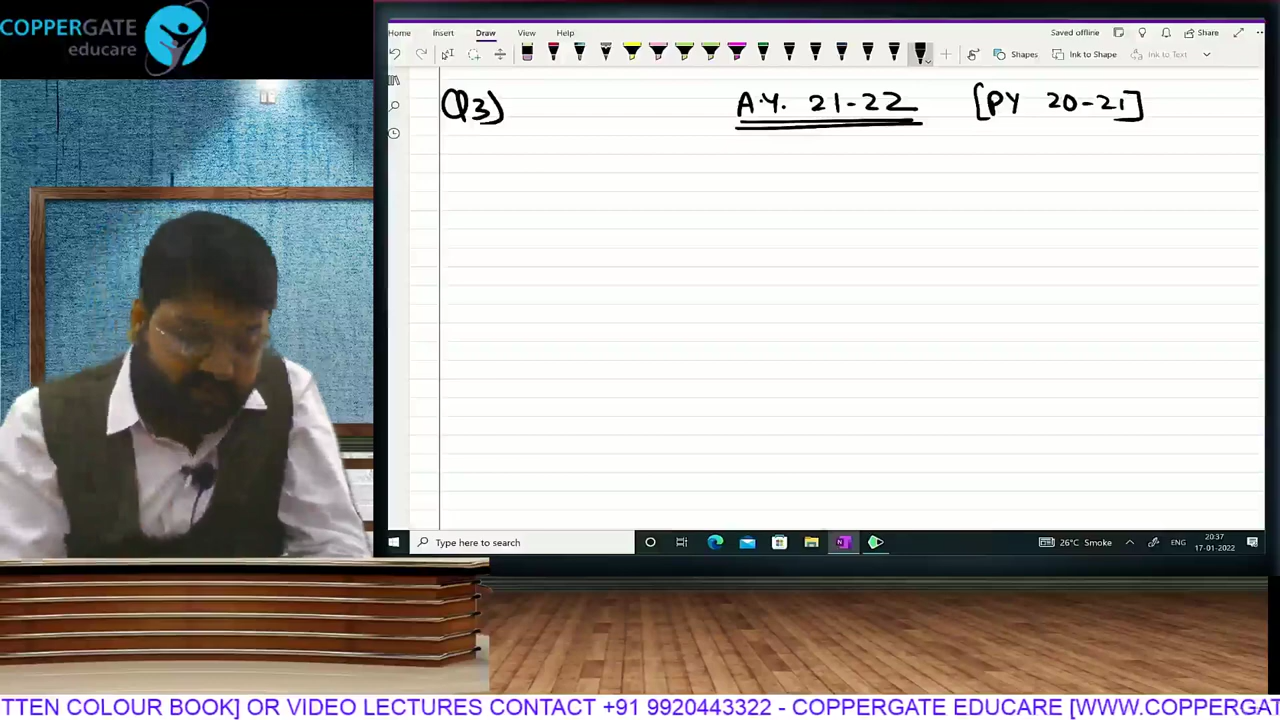 COPPERGATE
educare
Home Insert Draw View Help
Saved offline
Share
Shapes
Ink to Shape
Ink to Text
Q3) A.Y. 21-22 [PY 20-21]
Type here to search
26°C Smoke
ENG
20:37
17-01-2022
TTEN COLOUR BOOK] OR VIDEO LECTURES CONTACT +91 9920443322 - COPPERGATE EDUCARE [WWW.COPPERGAT